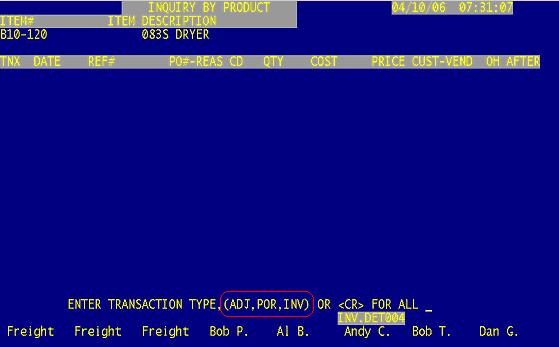 INQUIRY BY PRODUCT 04/10/06 07:31:07
ITEM# ITEM DESCRIPTION
B10-120 083S DRYER
TNX DATE REF# PO#-REAS CD QTY COST PRICE CUST-VEND OH AFTER
ENTER TRANSACTION TYPE,(ADJ,POR,INV) OR <CR> FOR ALL _
INV.DET004
Freight Freight Freight Bob P. Al B. Andy C. Bob T. Dan G.